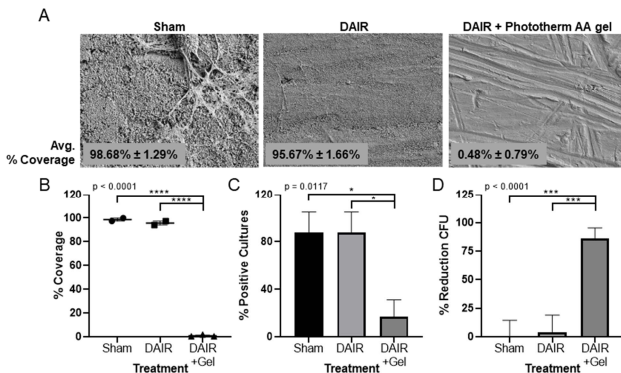 A
Sham
DAIR
DAIR + Phototherm AA gel
Avg.
% Coverage
98.68% ± 1.29%
95.67% ± 1.66%
0.48% ± 0.79%
B
p < 0.0001
****
****
% Coverage
120
100
80
60
40
20
0
Sham
DAIR
DAIR
+Gel
Treatment
C
p = 0.0117
*
*
% Positive Cultures
120
80
40
0
Sham
DAIR
DAIR
+Gel
Treatment
D
p < 0.0001
***
***
% Reduction CFU
125
100
75
50
25
0
Sham
DAIR
DAIR
+Gel
Treatment